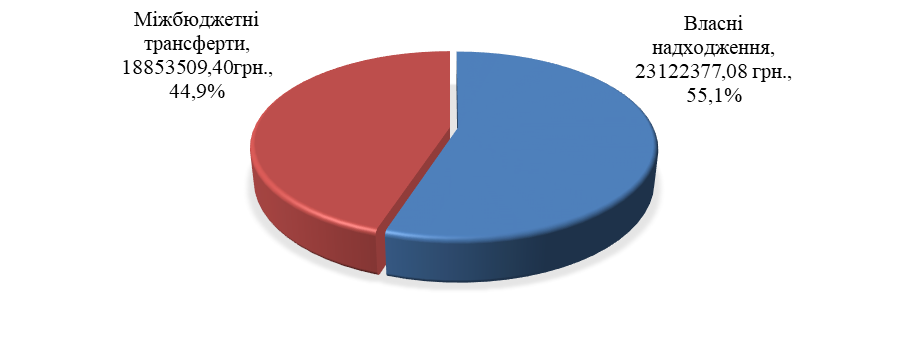 Міжбюджетні
трансферти,
18853509,40грн.,
44,9%
Власні
надходження,
23122377,08 грн.,
55,1%